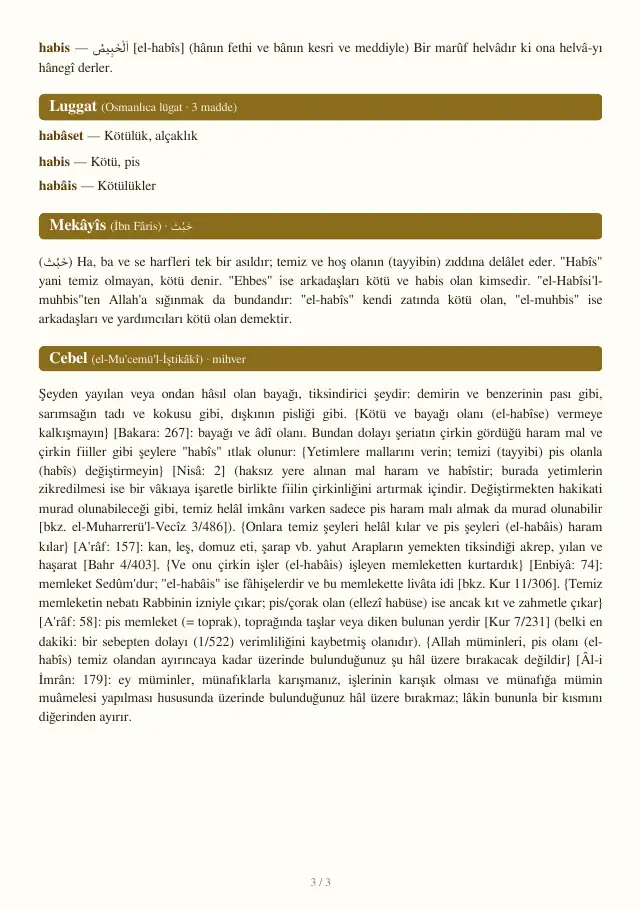 habis — اَلْخَبِيصُ [el-habîs] (hânın fethi ve bânın kesri ve meddiyle) Bir marûf helvâdır ki ona helvâ-yı
hânegî derler.
Luggat (Osmanlıca lügat · 3 madde)
habâset — Kötülük, alçaklık
habis — Kötü, pis
habâis — Kötülükler
Mekâyîs (İbn Fâris) · خَبُثَ
(خَبُثَ) Ha, ba ve se harfleri tek bir asıldır; temiz ve hoş olanın (tayyibin) zıddına delâlet eder. "Habîs"
yani temiz olmayan, kötü denir. "Ehbes" ise arkadaşları kötü ve habis olan kimsedir. "el-Habîsi'l-
muhbis"ten Allah'a sığınmak da bundandır: "el-habîs" kendi zatında kötü olan, "el-muhbis" ise
arkadaşları ve yardımcıları kötü olan demektir.
Cebel (el-Mu'cemü'l-İştikâkî) · mihver
Şeyden yayılan veya ondan hâsıl olan bayağı, tiksindirici şeydir: demirin ve benzerinin pası gibi,
sarımsağın tadı ve kokusu gibi, dışkının pisliği gibi. {Kötü ve bayağı olanı (el-habîse) vermeye
kalkışmayın} [Bakara: 267]: bayağı ve âdî olanı. Bundan dolayı şeriatın çirkin gördüğü haram mal ve
çirkin fiiller gibi şeylere "habîs" ıtlak olunur: {Yetimlere mallarını verin; temizi (tayyibi) pis olanla
(habîs) değiştirmeyin} [Nisâ: 2] (haksız yere alınan mal haram ve habîstir; burada yetimlerin
zikredilmesi ise bir vâkıaya işaretle birlikte fiilin çirkinliğini artırmak içindir. Değiştirmekten hakikati
murad olunabileceği gibi, temiz helâl imkânı varken sadece pis haram malı almak da murad olunabilir
[bkz. el-Muharrerü'l-Vecîz 3/486]). {Onlara temiz şeyleri helâl kılar ve pis şeyleri (el-habâis) haram
kılar} [A'râf: 157]: kan, leş, domuz eti, şarap vb. yahut Arapların yemekten tiksindiği akrep, yılan ve
haşarat [Bahr 4/403]. {Ve onu çirkin işler (el-habâis) işleyen memleketten kurtardık} [Enbiyâ: 74]:
memleket Sedûm'dur; "el-habâis" ise fâhişelerdir ve bu memlekette livâta idi [bkz. Kur 11/306]. {Temiz
memleketin nebatı Rabbinin izniyle çıkar; pis/çorak olan (ellezî habüse) ise ancak kıt ve zahmetle çıkar}
[A'râf: 58]: pis memleket (= toprak), toprağında taşlar veya diken bulunan yerdir [Kur 7/231] (belki en
dakiki: bir sebepten dolayı (1/522) verimliliğini kaybetmiş olanıdır). {Allah müminleri, pis olanı (el-
habîs) temiz olandan ayırıncaya kadar üzerinde bulunduğunuz şu hâl üzere bırakacak değildir} [Âl-i
İmrân: 179]: ey müminler, münafıklarla karışmanız, işlerinin karışık olması ve münafığa mümin
muâmelesi yapılması hususunda üzerinde bulunduğunuz hâl üzere bırakmaz; lâkin bununla bir kısmını
diğerinden ayırır.
3 / 3